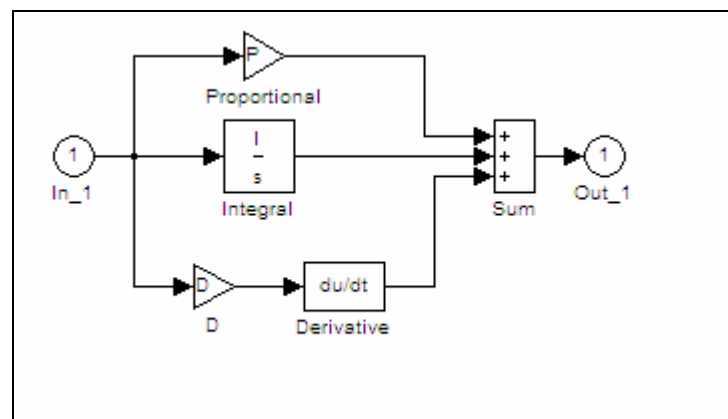 P
Proportional
1
In_1
I
s
Integral
D
D
du/dt
Derivative
+
+
+
Sum
1
Out_1